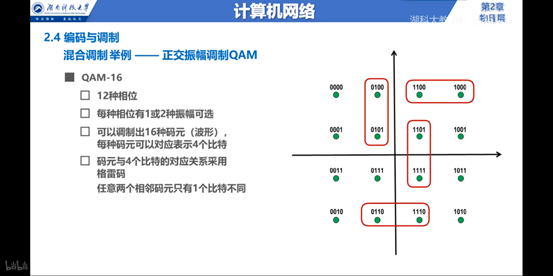 湖南科技大学
计算机网络
湖科大教
第2章
物理层
2.4 编码与调制
混合调制 举例 —— 正交振幅调制QAM
QAM-16
12种相位
每种相位有1或2种振幅可选
可以调制出16种码元（波形），
每种码元可以对应表示4个比特
码元与4个比特的对应关系采用
格雷码
任意两个相邻码元只有1个比特不同
0000 0100 1100 1000
0001 0101 1101 1001
0011 0111 1111 1011
0010 0110 1110 1010
bilibili